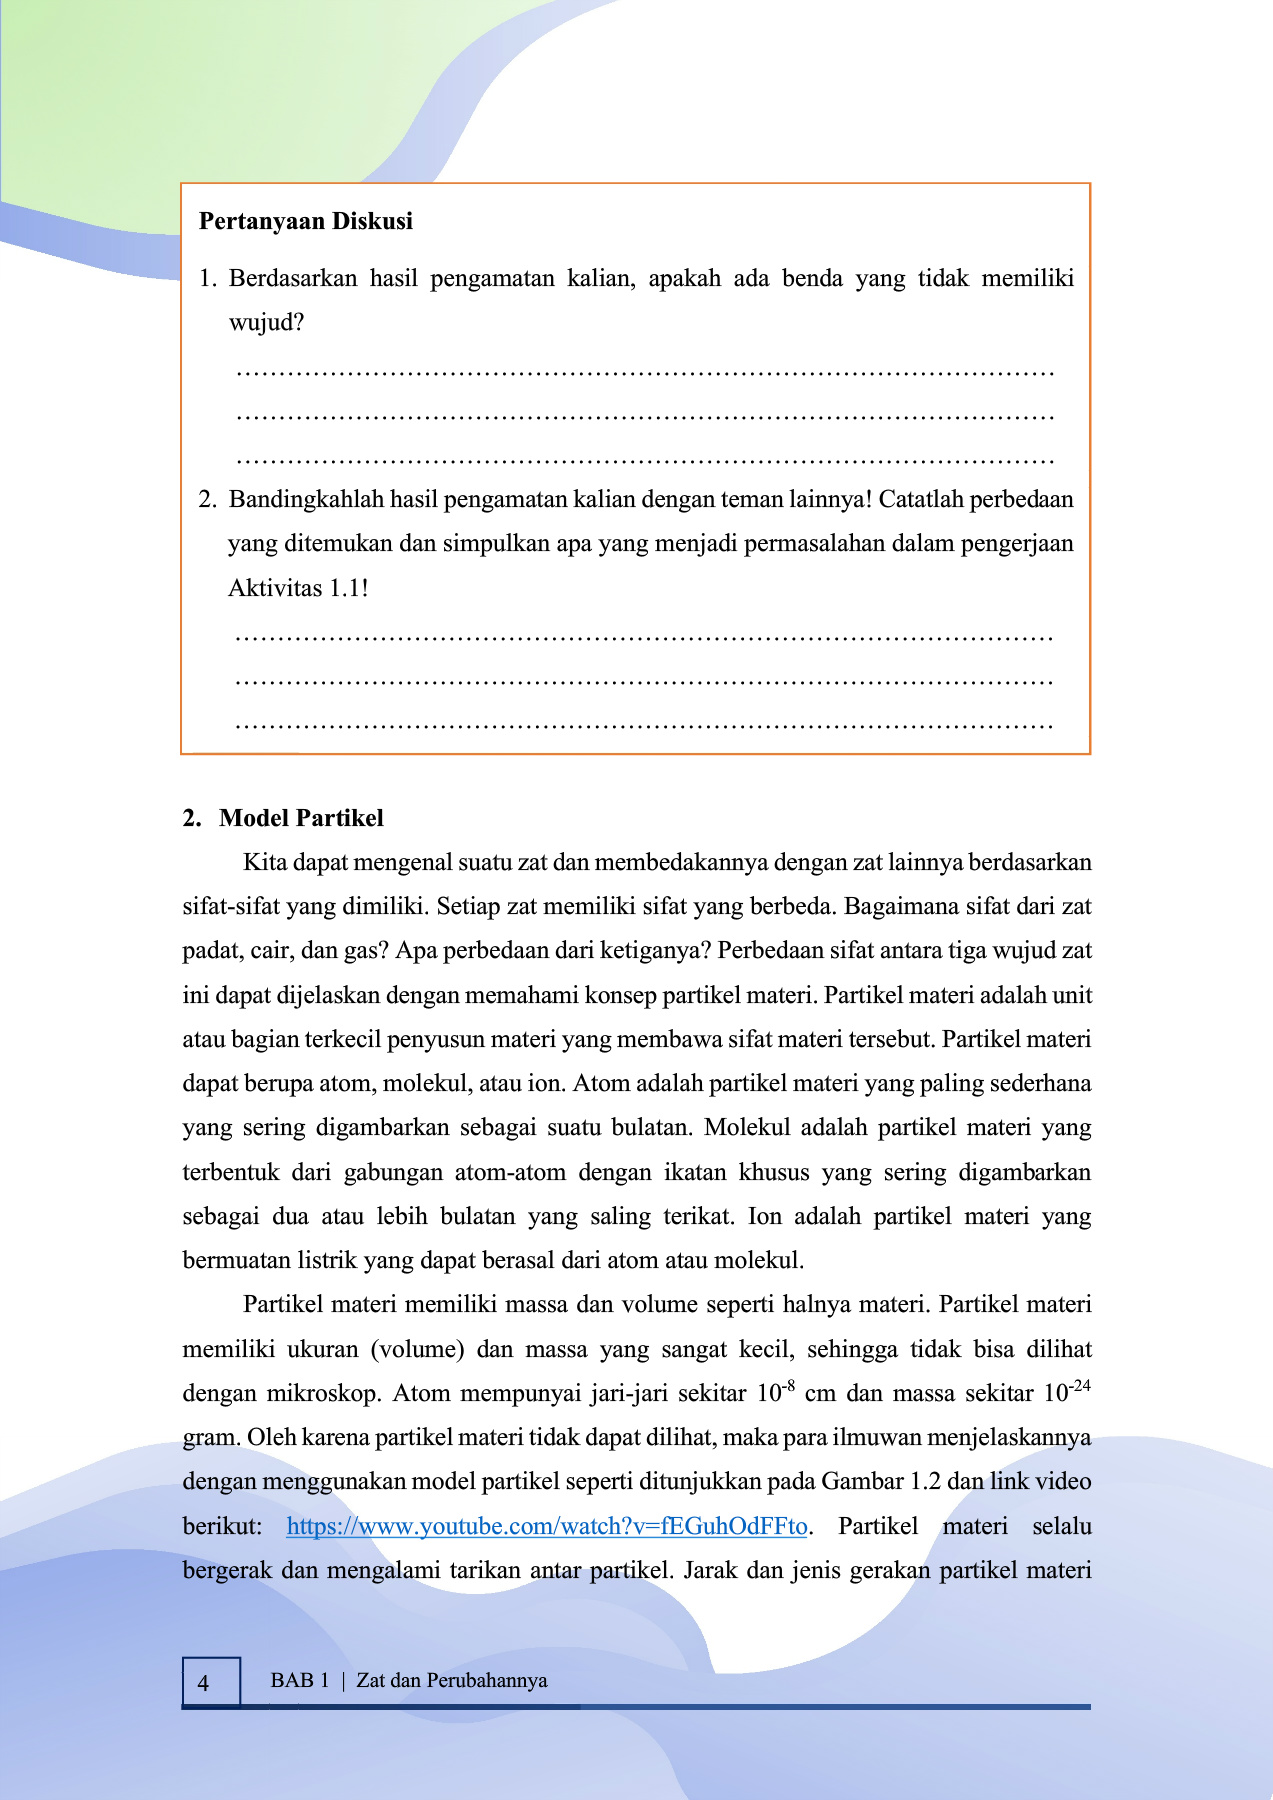 Pertanyaan Diskusi
1. Berdasarkan hasil pengamatan kalian, apakah ada benda yang tidak memiliki
wujud?
................................................................................................
................................................................................................
................................................................................................
2. Bandingkahlah hasil pengamatan kalian dengan teman lainnya! Catatlah perbedaan
yang ditemukan dan simpulkan apa yang menjadi permasalahan dalam pengerjaan
Aktivitas 1.1!
................................................................................................
................................................................................................
................................................................................................
2. Model Partikel
Kita dapat mengenal suatu zat dan membedakannya dengan zat lainnya berdasarkan
sifat-sifat yang dimiliki. Setiap zat memiliki sifat yang berbeda. Bagaimana sifat dari zat
padat, cair, dan gas? Apa perbedaan dari ketiganya? Perbedaan sifat antara tiga wujud zat
ini dapat dijelaskan dengan memahami konsep partikel materi. Partikel materi adalah unit
atau bagian terkecil penyusun materi yang membawa sifat materi tersebut. Partikel materi
dapat berupa atom, molekul, atau ion. Atom adalah partikel materi yang paling sederhana
yang sering digambarkan sebagai suatu bulatan. Molekul adalah partikel materi yang
terbentuk dari gabungan atom-atom dengan ikatan khusus yang sering digambarkan
sebagai dua atau lebih bulatan yang saling terikat. Ion adalah partikel materi yang
bermuatan listrik yang dapat berasal dari atom atau molekul.
Partikel materi memiliki massa dan volume seperti halnya materi. Partikel materi
memiliki ukuran (volume) dan massa yang sangat kecil, sehingga tidak bisa dilihat
dengan mikroskop. Atom mempunyai jari-jari sekitar 10⁻⁸ cm dan massa sekitar 10⁻²⁴
gram. Oleh karena partikel materi tidak dapat dilihat, maka para ilmuwan menjelaskannya
dengan menggunakan model partikel seperti ditunjukkan pada Gambar 1.2 dan link video
berikut: https://www.youtube.com/watch?v=fEGuhOdFFto. Partikel materi selalu
bergerak dan mengalami tarikan antar partikel. Jarak dan jenis gerakan partikel materi
4 BAB 1 | Zat dan Perubahannya